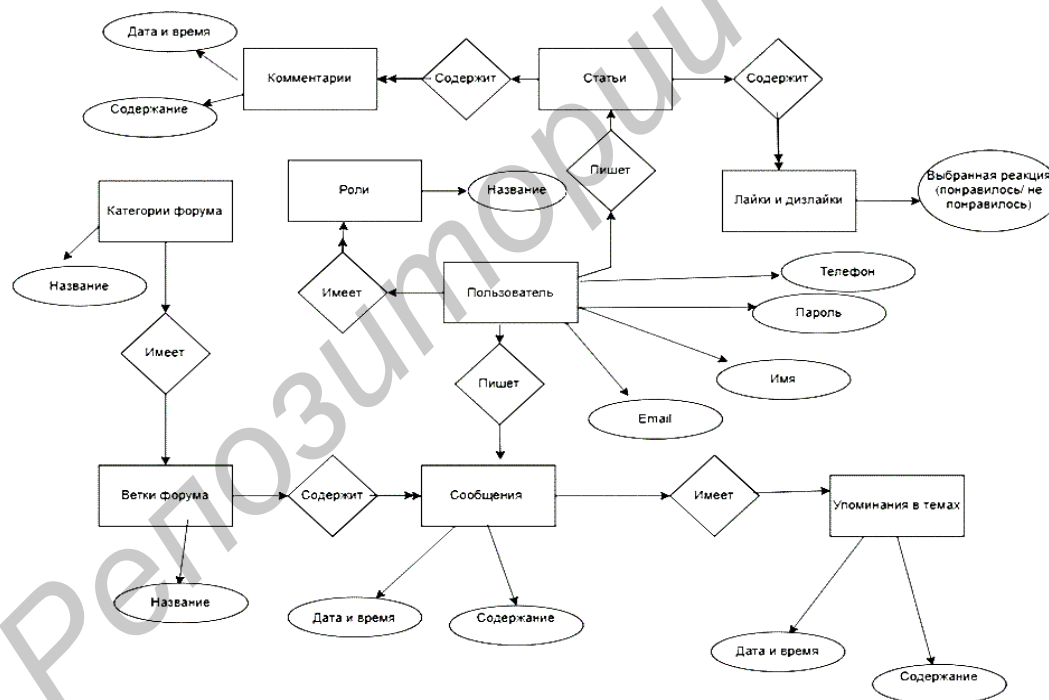 Дата и время
Комментарии
Содержит
Статьи
Содержит
Содержание
Пишет
Роли
Название
Выбранная реакция
(понравилось/ не
понравилось)
Лайки и дизлайки
Категории форума
Название
Имеет
Пользователь
Телефон
Пароль
Имеет
Пишет
Имя
Email
Ветки форума
Содержит
Сообщения
Имеет
Упоминания в темах
Название
Дата и время
Содержание
Дата и время
Содержание
Репозиторий